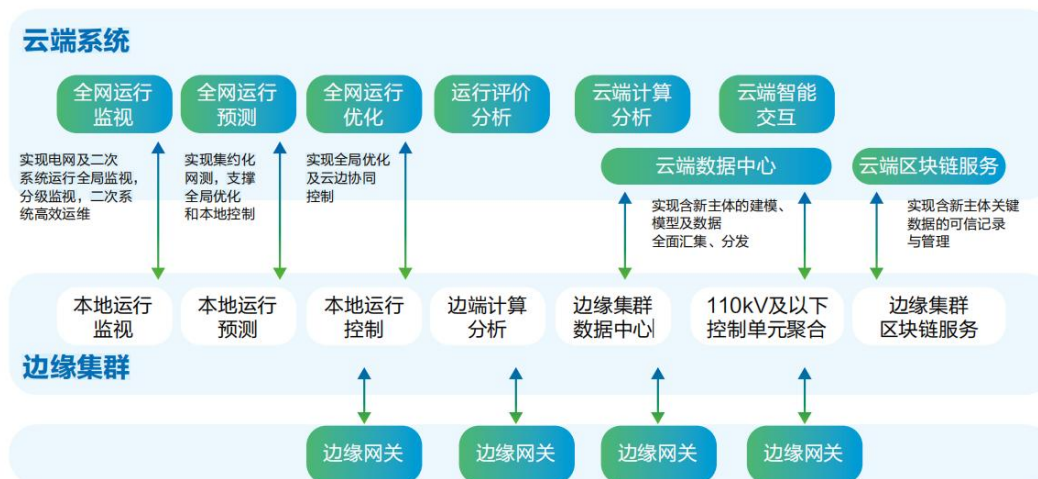 云端系统
全网运行
监视
全网运行
预测
全网运行
优化
运行评价
分析
云端计算
分析
云端智能
交互
云端数据中心
云端区块链服务
实现电网及二次
系统运行全局监视,
分级监视,二次系
统高效运维
实现集约化
网测,支撑
全局优化
和本地控制
实现全局优化
及云边协同
控制
实现含新主体的建模、
模型及数据
全面汇集、分发
实现含新主体关键
数据的可信记录
与管理
本地运行
监视
本地运行
预测
本地运行
控制
边端计算
分析
边缘集群
数据中心
110kV及以下
控制单元聚合
边缘集群
区块链服务
边缘集群
边缘网关
边缘网关
边缘网关
边缘网关